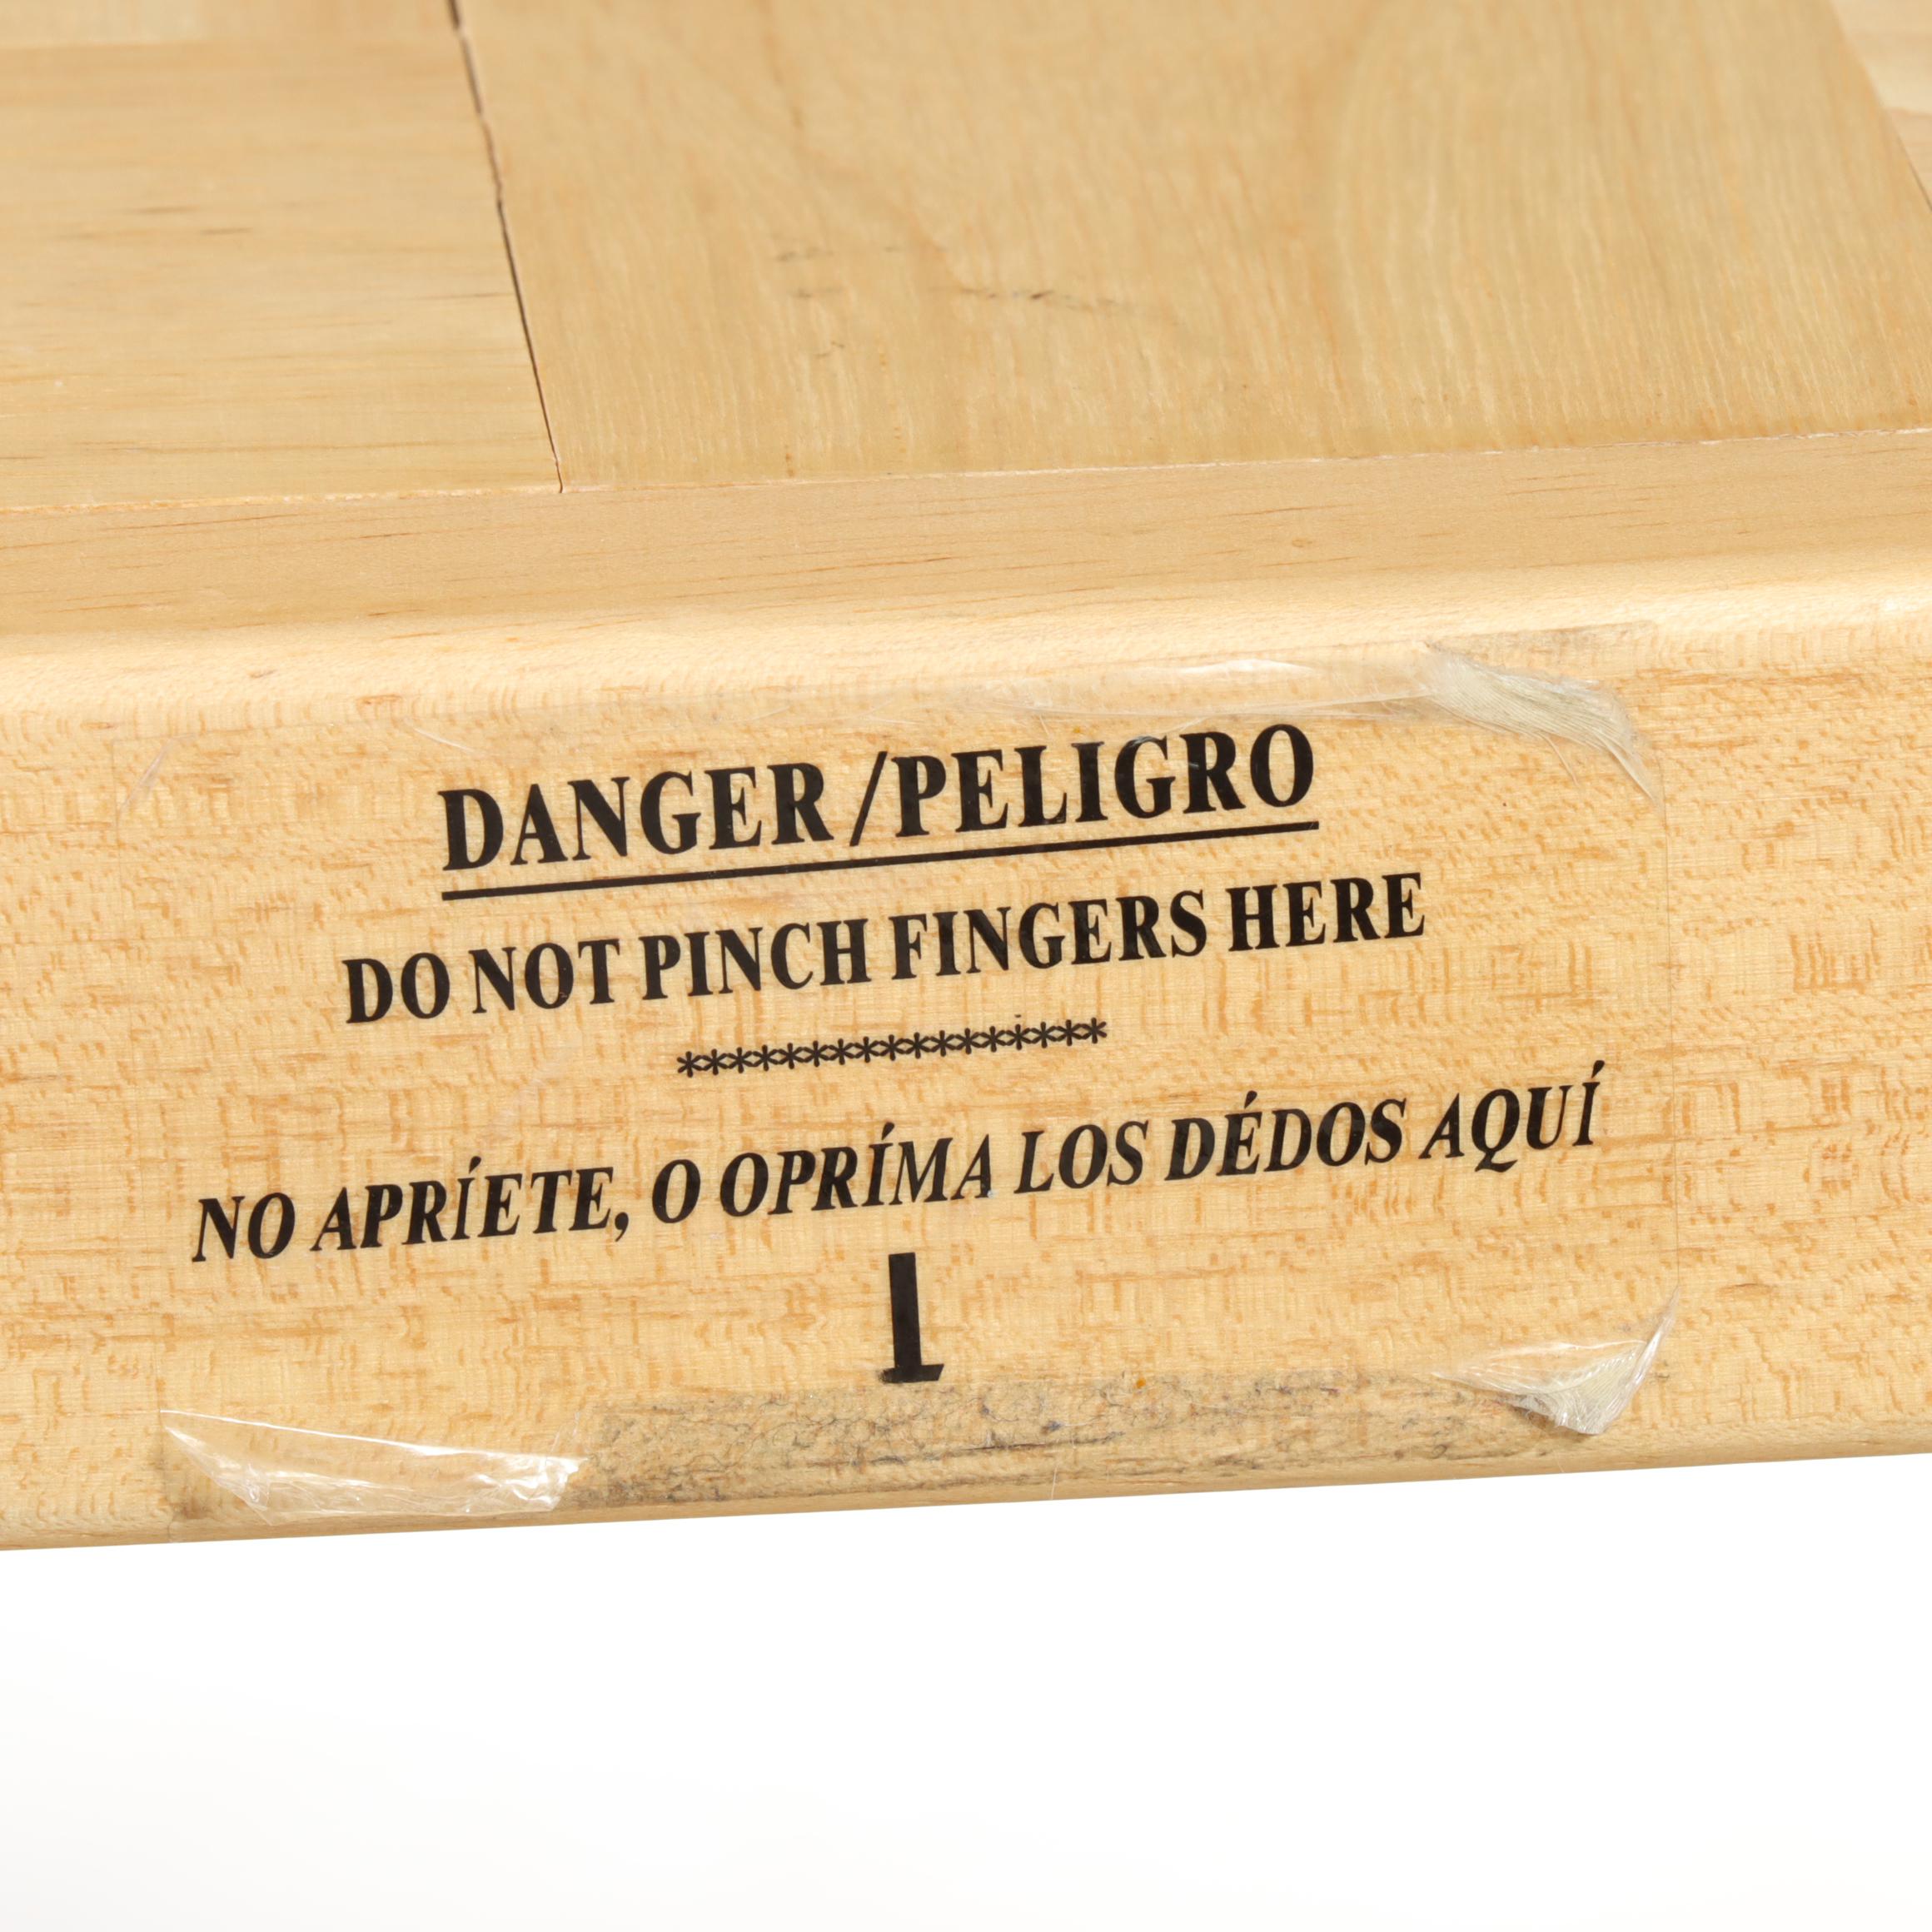 DANGER /PELIGRO
DO NOT PINCH FINGERS HERE
*****************
NO APRÍETE, O OPRÍMA LOS DÉDOS AQUÍ